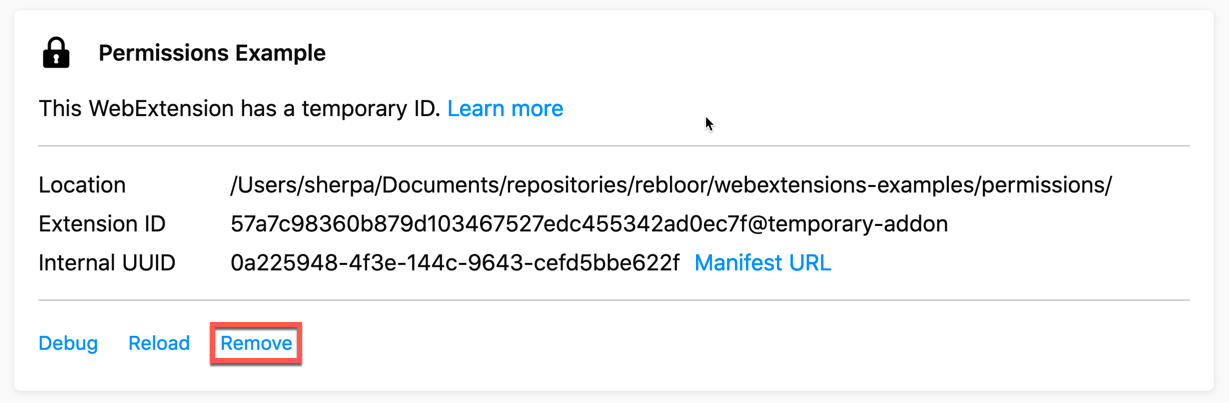 Permissions Example
This WebExtension has a temporary ID. Learn more
Location /Users/sherpa/Documents/repositories/rebloor/webextensions-examples/permissions/
Extension ID 57a7c98360b879d103467527edc455342ad0ec7f@temporary-addon
Internal UUID 0a225948-4f3e-144c-9643-cefd5bbe622f Manifest URL
Debug Reload Remove